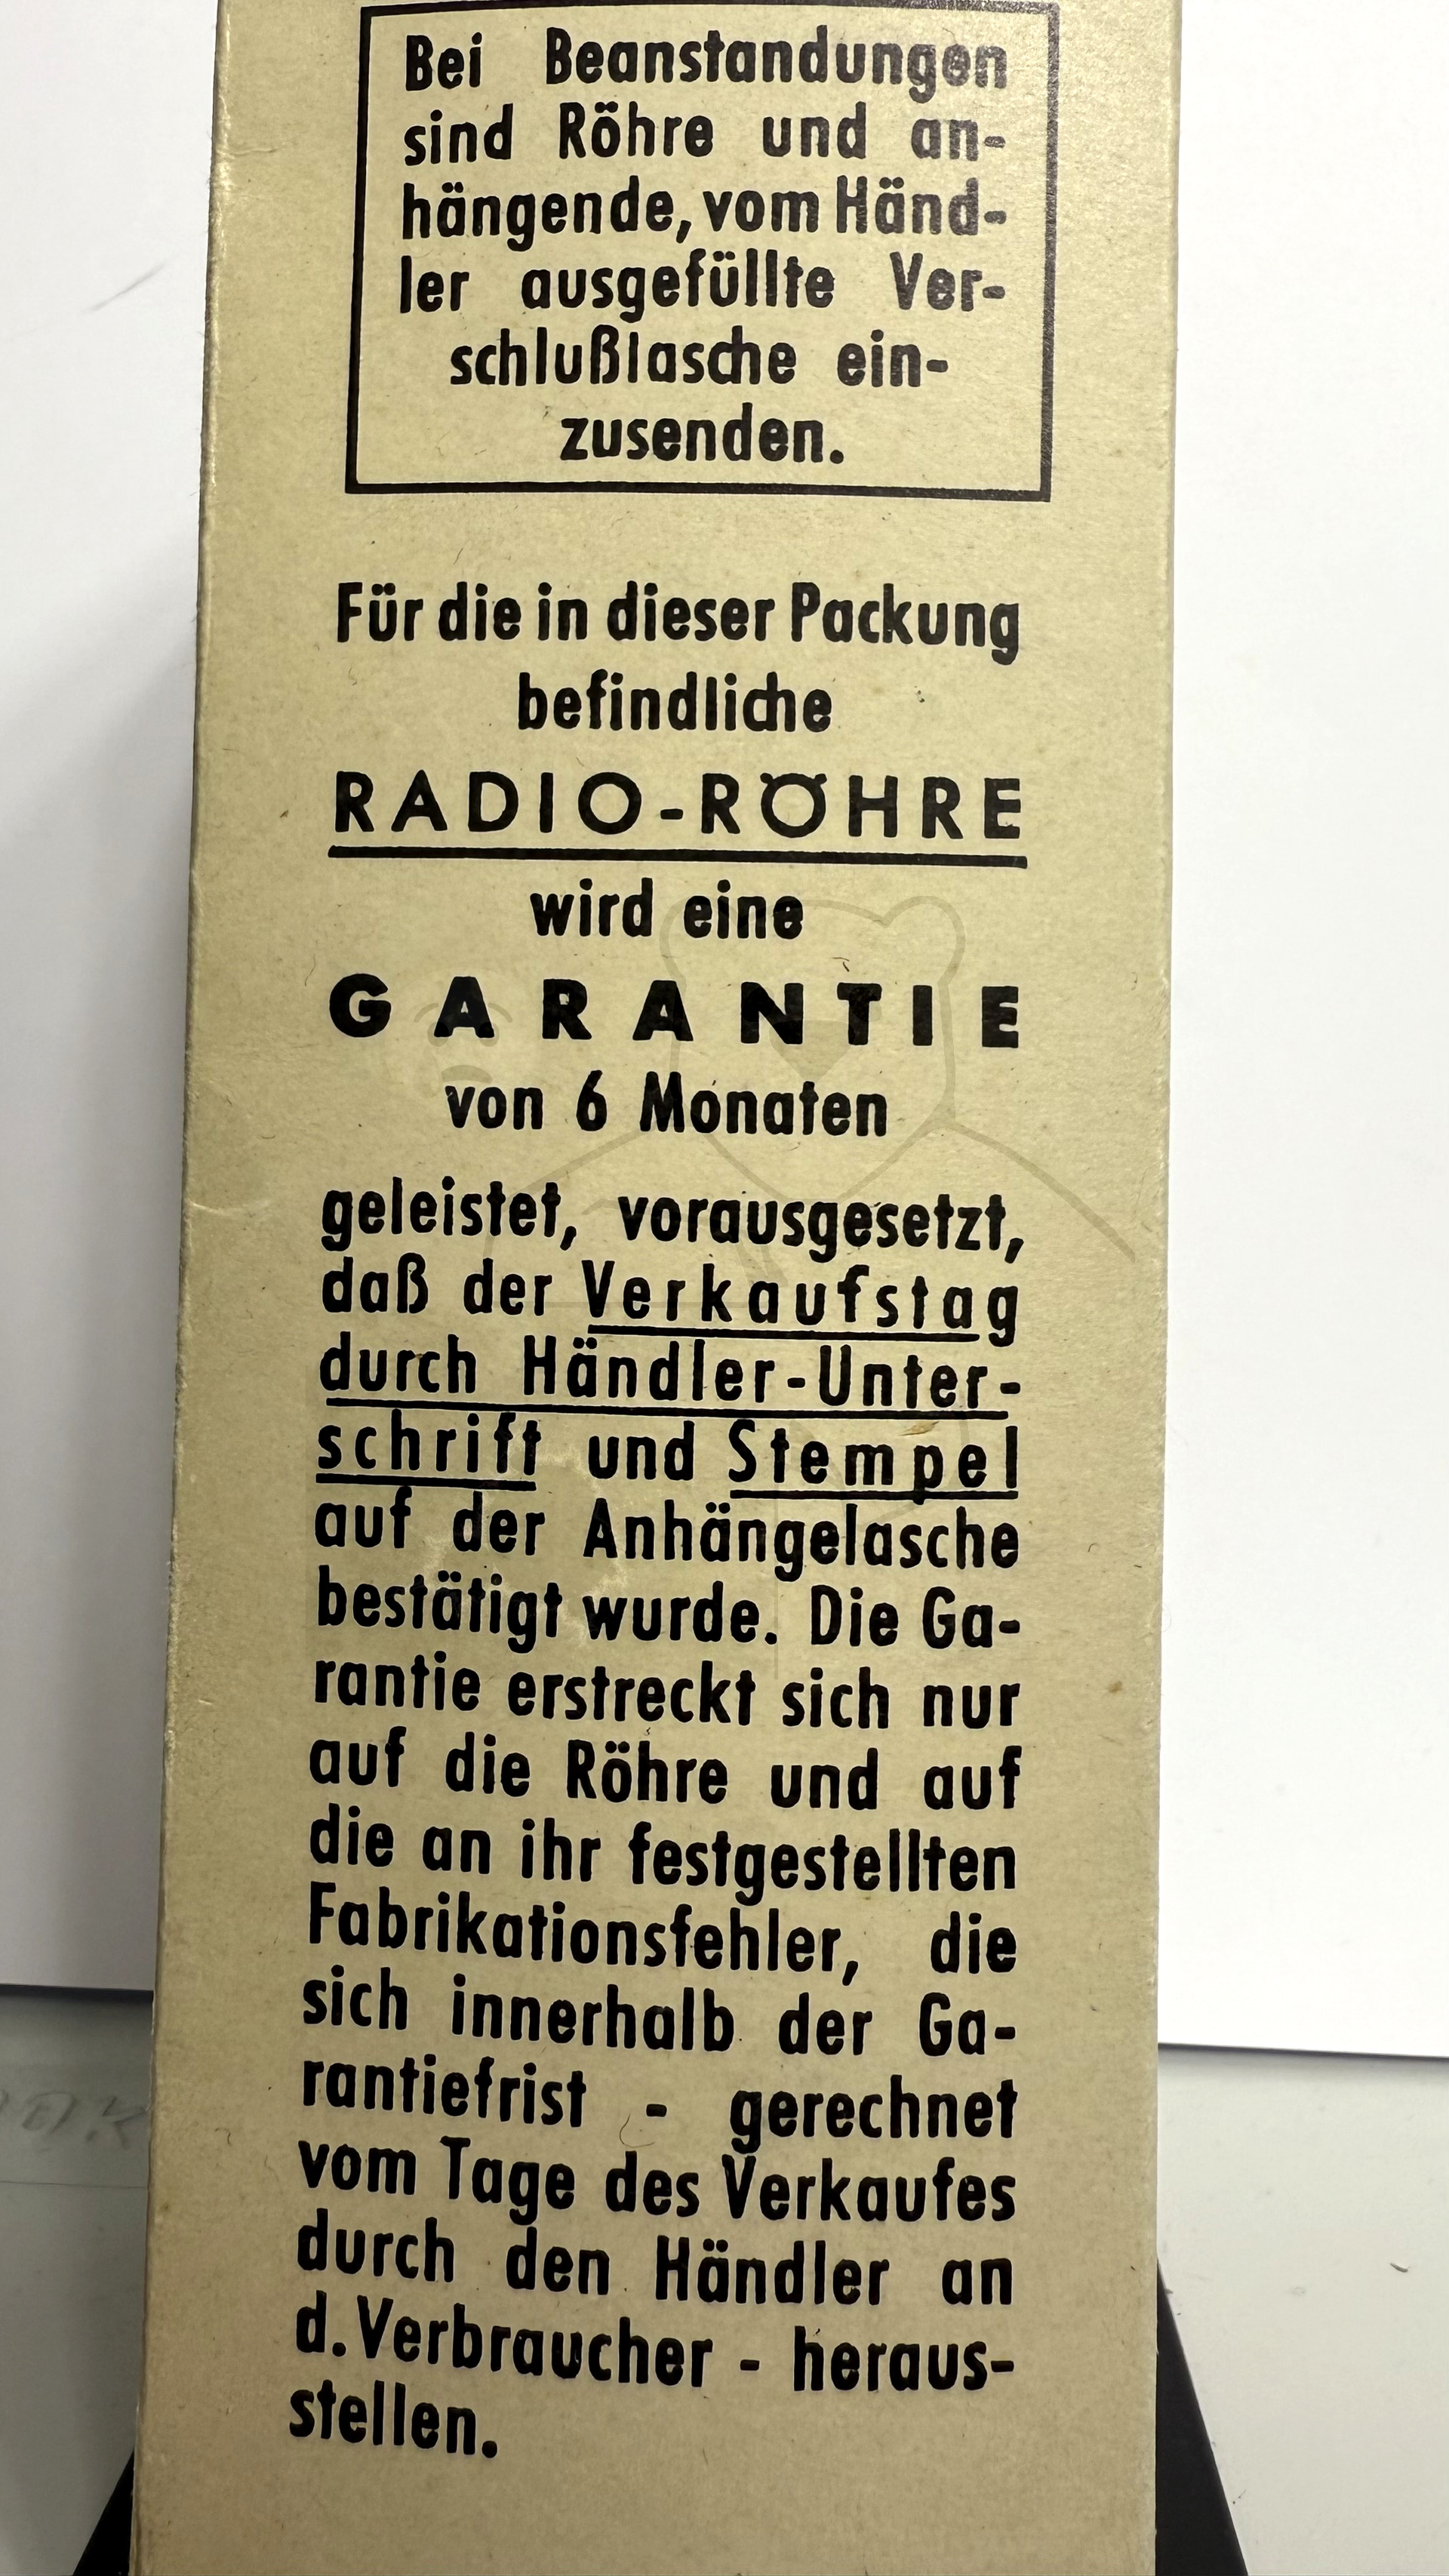 Bei Beanstandungen
sind Röhre und an-
hängende, vom Händ-
ler ausgefüllte Ver-
schlußlasche ein-
zusenden.
Für die in dieser Packung
befindliche
RADIO-RÖHRE
wird eine
GARANTIE
von 6 Monaten
geleistet, vorausgesetzt,
daß der Verkaufstag
durch Händler-Unter-
schrift und Stempel
auf der Anhängelasche
bestätigt wurde. Die Ga-
rantie erstreckt sich nur
auf die Röhre und auf
die an ihr festgestellten
Fabrikationsfehler, die
sich innerhalb der Ga-
rantiefrist - gerechnet
vom Tage des Verkaufes
durch den Händler an
d. Verbraucher - heraus-
stellen.